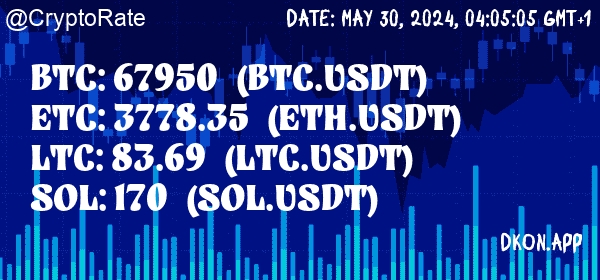 @CryptoRate
DATE: MAY 30, 2024, 04:05:05 GMT+1
BTC: 67950 (BTC.USDT)
ETC: 3778.35 (ETH.USDT)
LTC: 83.69 (LTC.USDT)
SOL: 170 (SOL.USDT)
DKON.APP